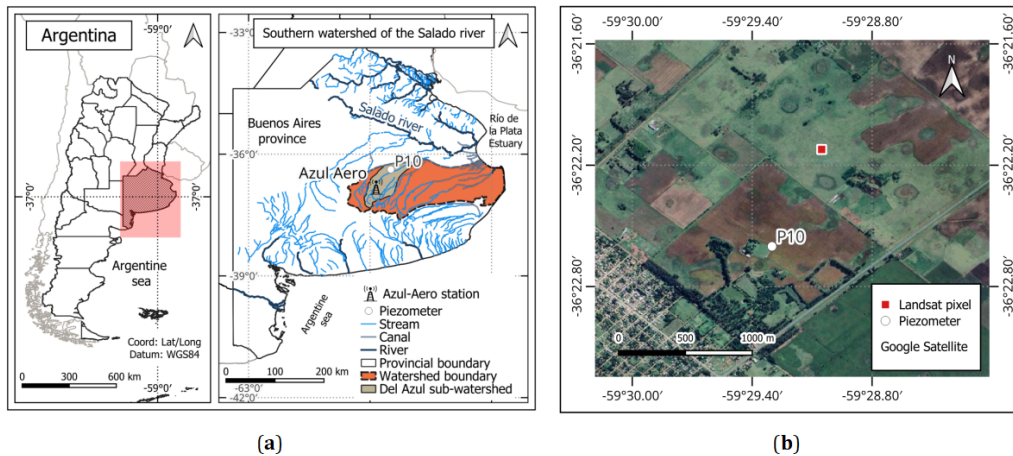 Argentina
-59°0′
-37°0′
Argentine
sea
Coord: Lat/Long
Datum: WGS84
0 300 600 km
-59°0′
Southern watershed of the Salado river
-33°0′
Salado river
Buenos Aires
province
Río de
la Plata
Estuary
-36°0′
P10
Azul Aero
-39°0′
Argentine
sea
Azul-Aero station
Piezometer
Stream
Canal
River
Provincial boundary
Watershed boundary
Del Azul sub-watershed
0 100 200 km
-63°0′
-42°0′
(a)
-59°30.00′ -59°29.40′ -59°28.80′
-36°21.60′ -36°21.60′
N
-36°22.20′ -36°22.20′
P10
-36°22.80′ -36°22.80′
Landsat pixel
Piezometer
Google Satellite
0 500 1000 m
-59°30.00′ -59°29.40′ -59°28.80′
(b)